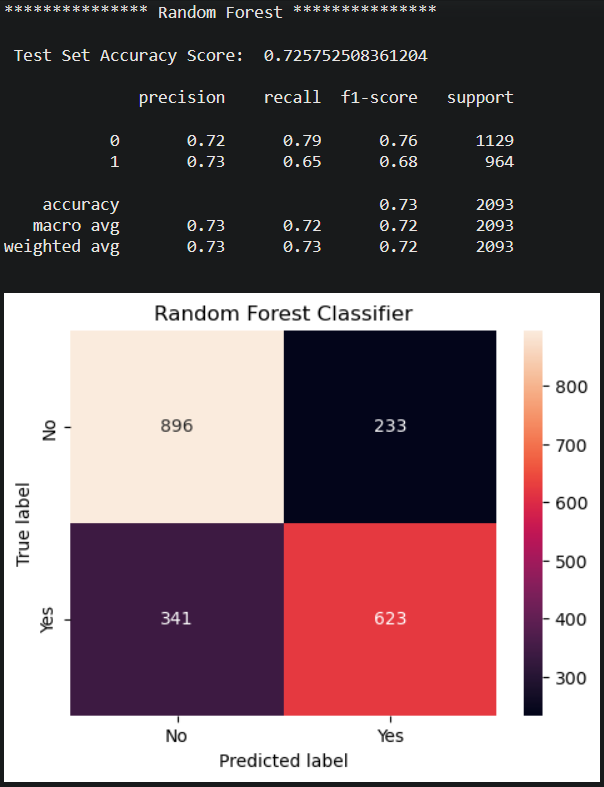 *************** Random Forest ***************
Test Set Accuracy Score:  0.725752508361204
precision    recall  f1-score   support
0       0.72      0.79      0.76      1129
1       0.73      0.65      0.68       964
accuracy                           0.73      2093
macro avg       0.73      0.72      0.72      2093
weighted avg       0.73      0.73      0.72      2093
Random Forest Classifier
True label
No
Yes
896
233
341
623
No
Yes
Predicted label
800
700
600
500
400
300